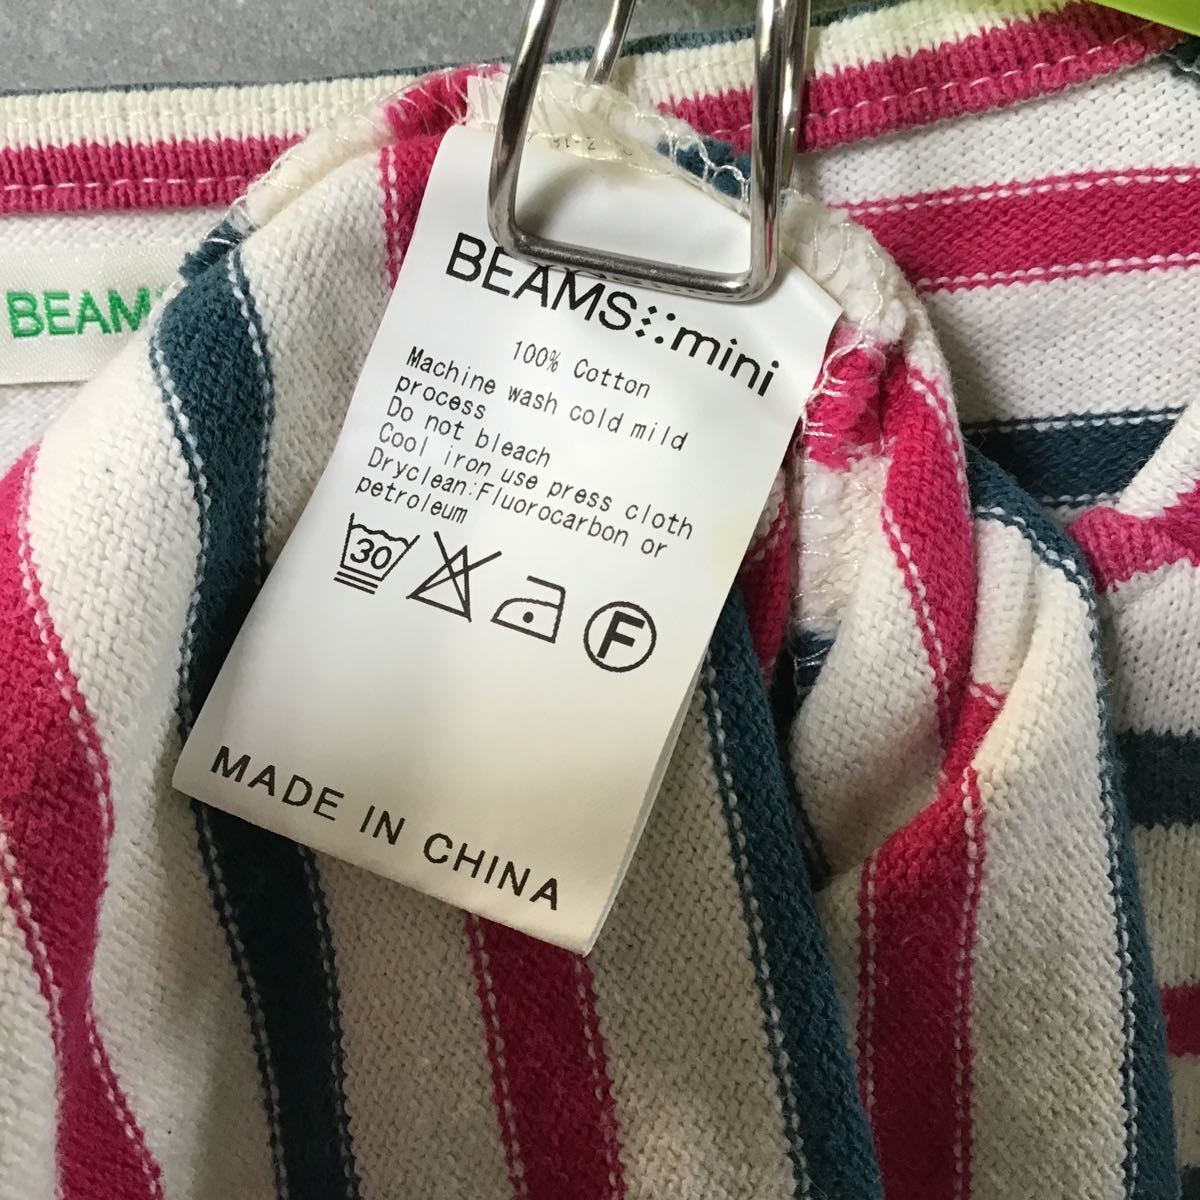 BEAM
BEAMS mini
100% Cotton
Machine wash cold mild
process
Do not bleach
Cool iron use press cloth
Dryclean:Fluorocarbon or
petroleum
30
F
MADE IN CHINA